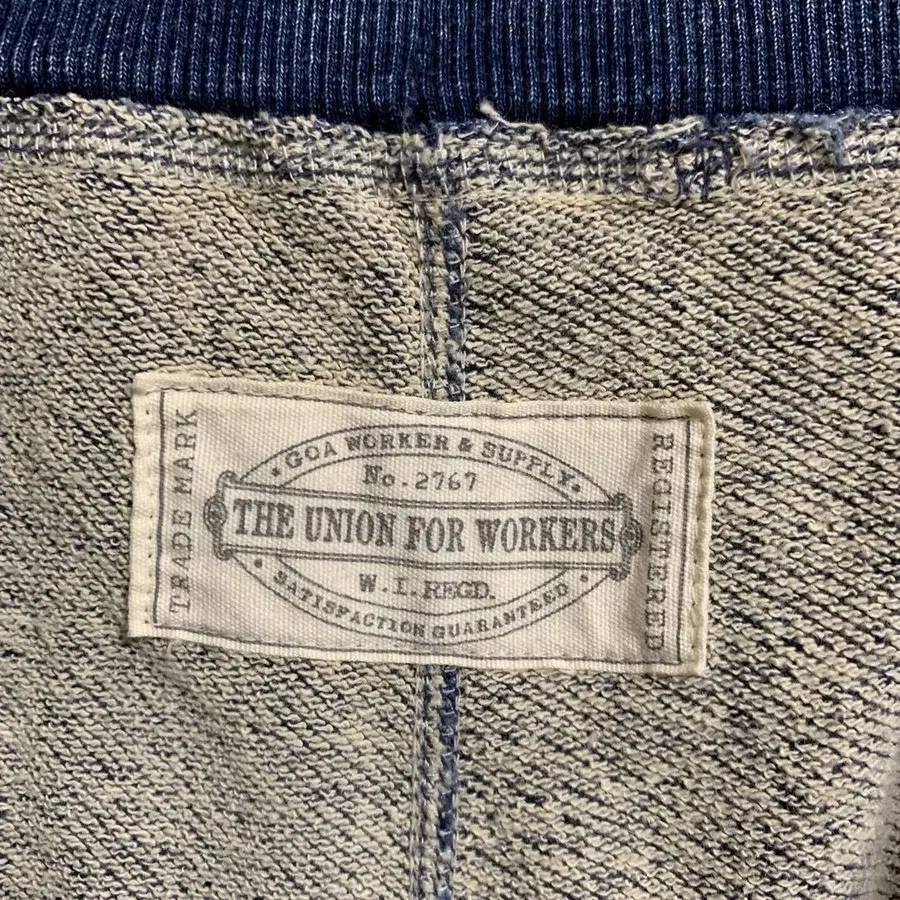 TRADE MARK
GOA WORKER & SUPPLY
No. 2767
THE UNION FOR WORKERS
W.I.REGD.
SATISFACTION GUARANTEED
REGISTERED